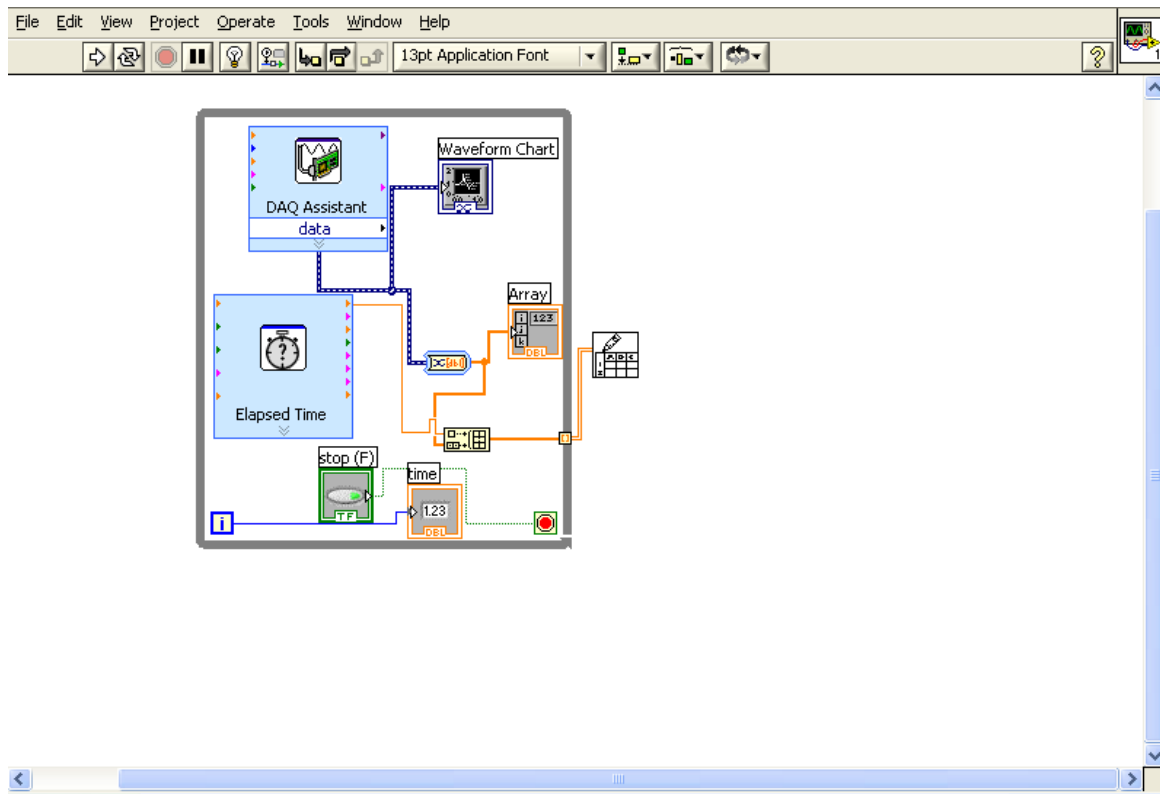 File Edit View Project Operate Tools Window Help
13pt Application Font
?
1
Waveform Chart
DAQ Assistant
data
Array
i 123
j
k
DBL
?
Elapsed Time
stop (F)
TF
time
1.23
DBL
i